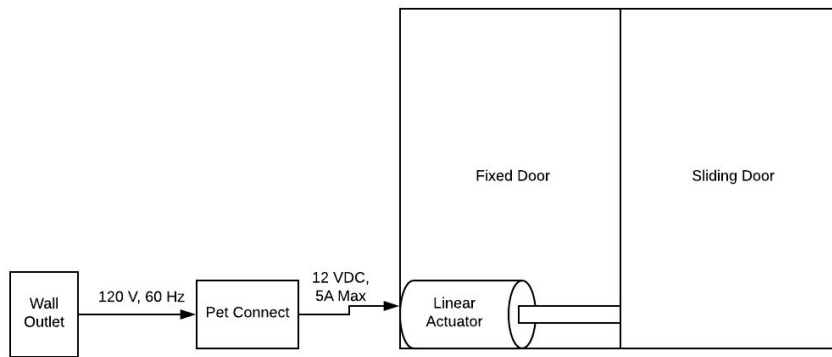 Fixed Door
Sliding Door
Wall
Outlet
120 V, 60 Hz
Pet Connect
12 VDC,
5A Max
Linear
Actuator